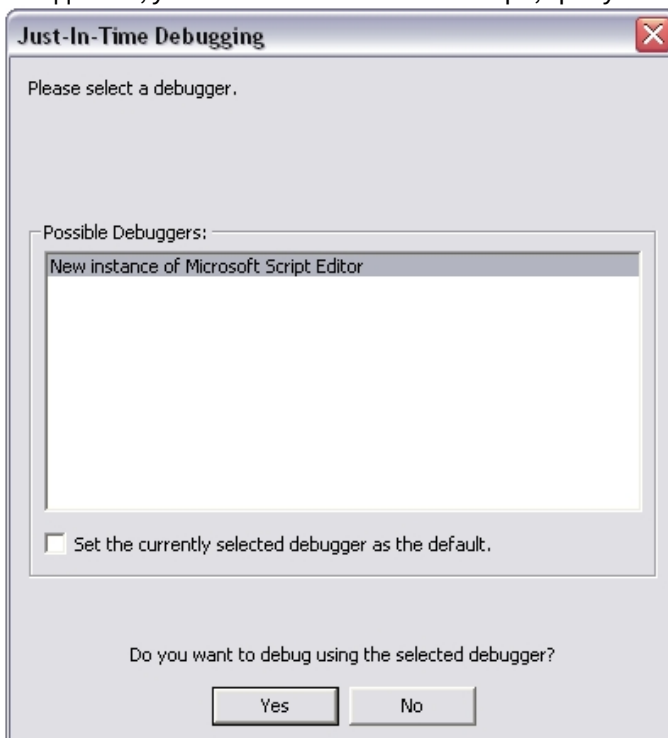 Just-In-Time Debugging
Please select a debugger.
Possible Debuggers:
New instance of Microsoft Script Editor
Set the currently selected debugger as the default.
Do you want to debug using the selected debugger?
Yes
No